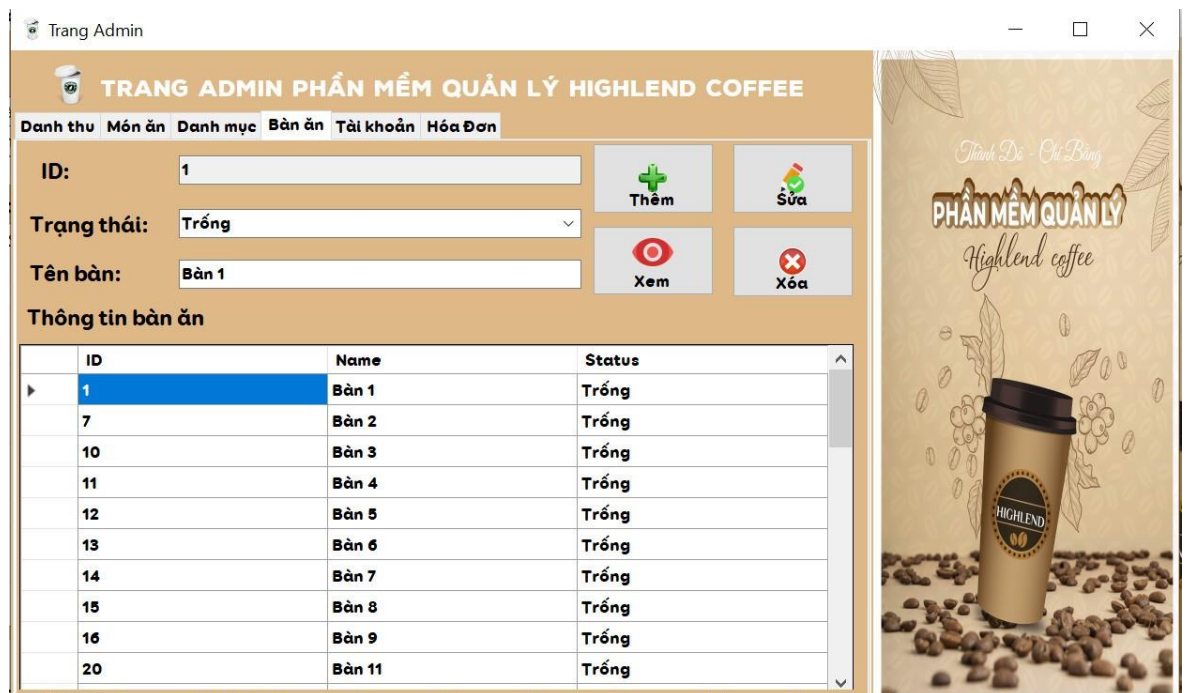 Trang Admin
TRANG ADMIN PHẦN MỀM QUẢN LÝ HIGHLEND COFFEE
Danh thu Món ăn Danh mục Bàn ăn Tài khoản Hóa Đơn
ID: 1
Thêm Sửa
Trạng thái: Trống
Tên bàn: Bàn 1
Xem Xóa
Thông tin bàn ăn
ID Name Status
1 Bàn 1 Trống
7 Bàn 2 Trống
10 Bàn 3 Trống
11 Bàn 4 Trống
12 Bàn 5 Trống
13 Bàn 6 Trống
14 Bàn 7 Trống
15 Bàn 8 Trống
16 Bàn 9 Trống
20 Bàn 11 Trống
Thành Đô - Chí Bằng
PHẦN MỀM QUẢN LÝ
Highlend coffee
HIGHLEND